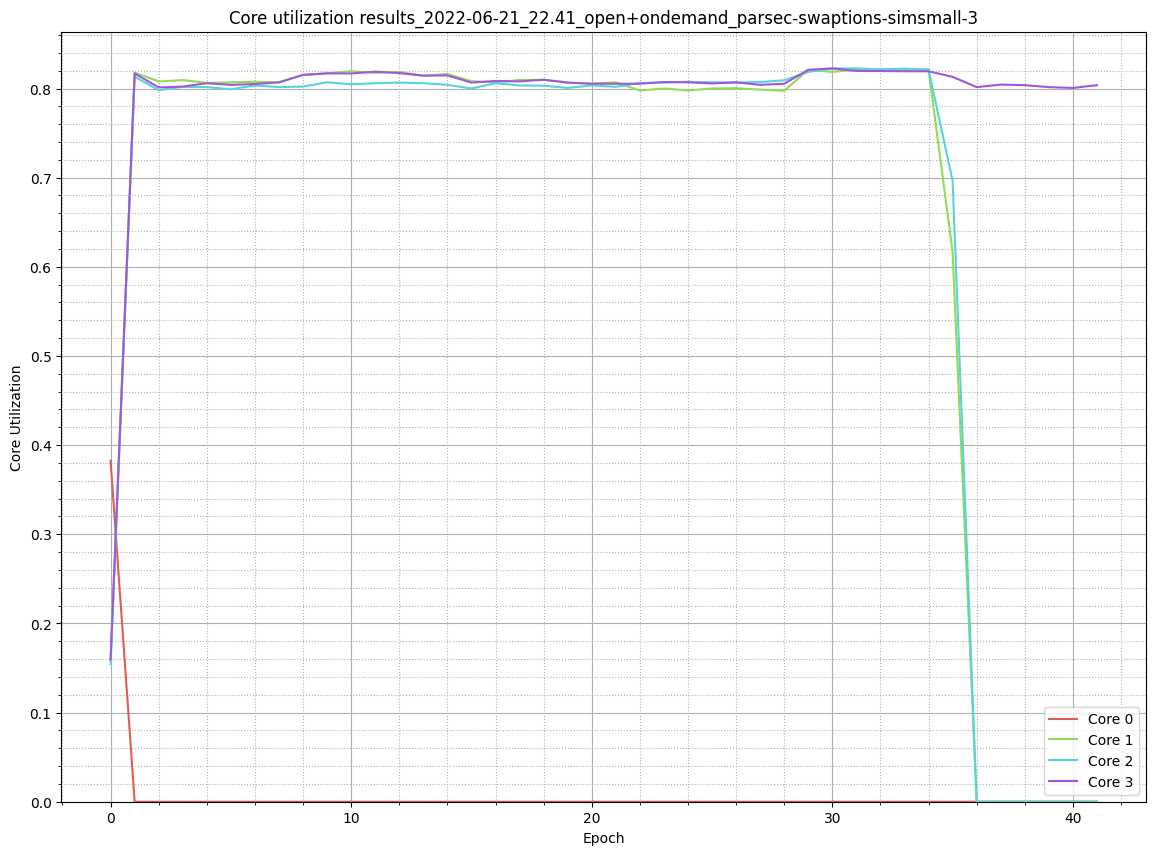 Core utilization results_2022-06-21_22.41_open+ondemand_parsec-swaptions-simsmall-3
Core Utilization
0.8
0.7
0.6
0.5
0.4
0.3
0.2
0.1
0.0
Core 0
Core 1
Core 2
Core 3
0 10 20 30 40
Epoch